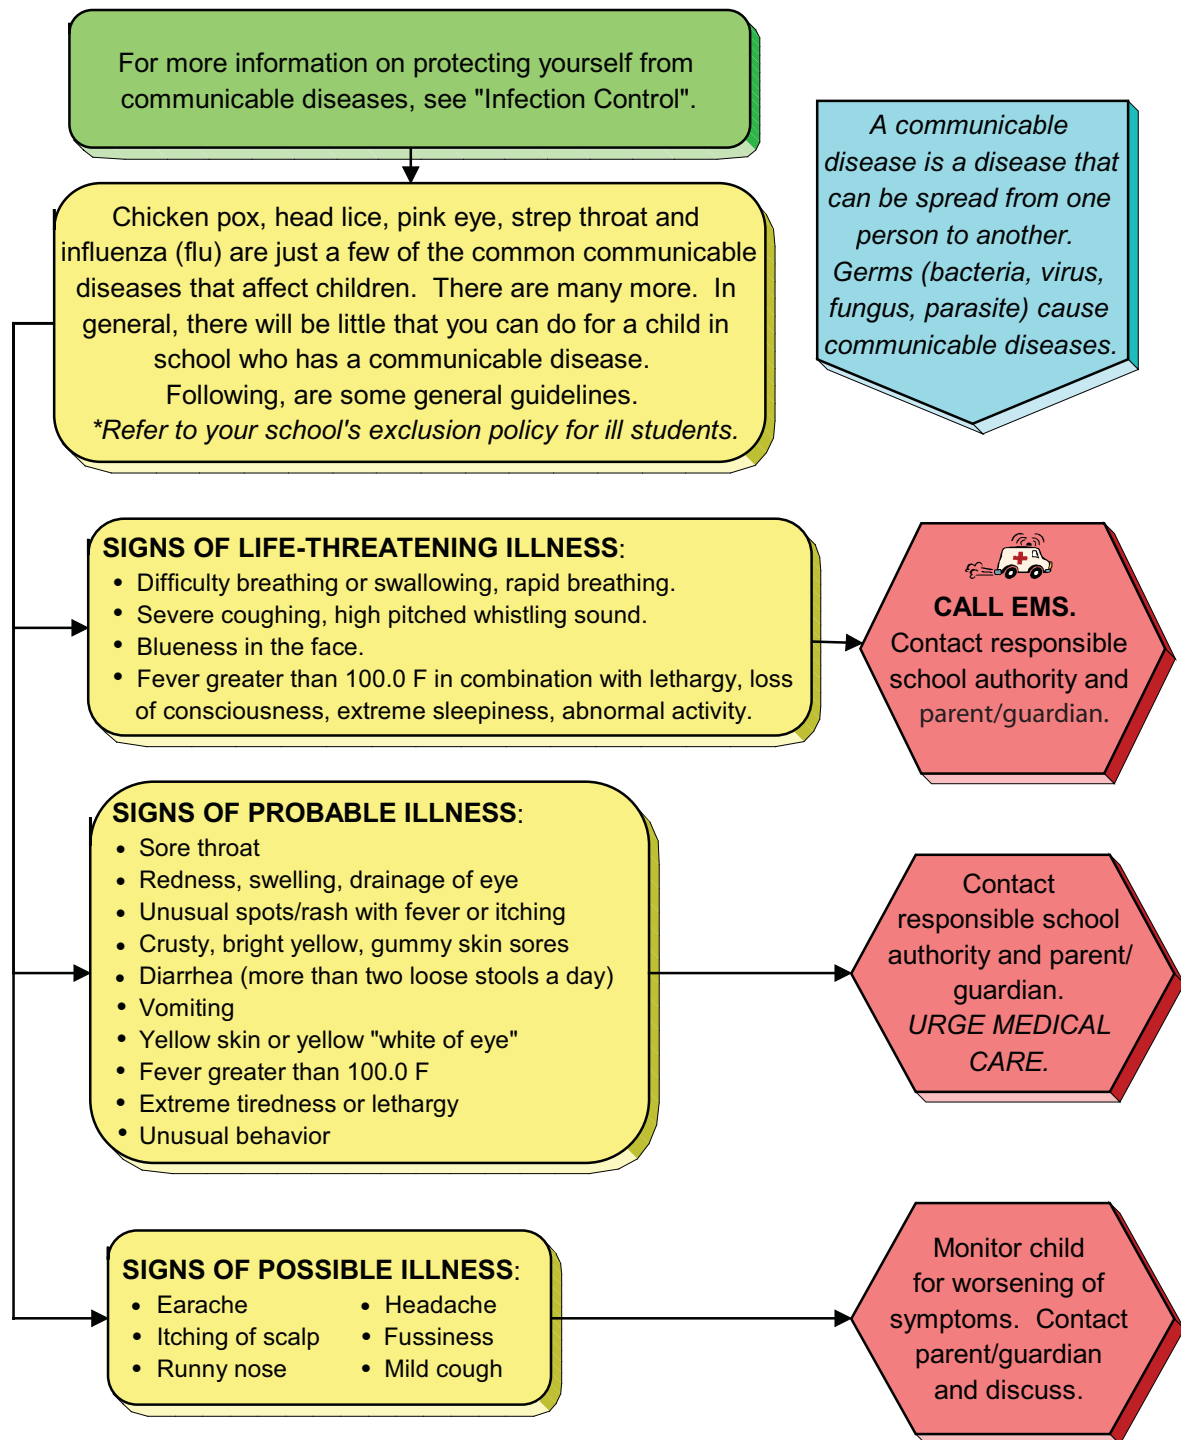 For more information on protecting yourself from
communicable diseases, see "Infection Control".
A communicable
disease is a disease that
can be spread from one
person to another.
Germs (bacteria, virus,
fungus, parasite) cause
communicable diseases.
Chicken pox, head lice, pink eye, strep throat and
influenza (flu) are just a few of the common communicable
diseases that affect children.  There are many more.  In
general, there will be little that you can do for a child in
school who has a communicable disease.
Following, are some general guidelines.
*Refer to your school's exclusion policy for ill students.
SIGNS OF LIFE-THREATENING ILLNESS:
• Difficulty breathing or swallowing, rapid breathing.
• Severe coughing, high pitched whistling sound.
• Blueness in the face.
• Fever greater than 100.0 F in combination with lethargy, loss
of consciousness, extreme sleepiness, abnormal activity.
CALL EMS.
Contact responsible
school authority and
parent/guardian.
SIGNS OF PROBABLE ILLNESS:
• Sore throat
• Redness, swelling, drainage of eye
• Unusual spots/rash with fever or itching
• Crusty, bright yellow, gummy skin sores
• Diarrhea (more than two loose stools a day)
• Vomiting
• Yellow skin or yellow "white of eye"
• Fever greater than 100.0 F
• Extreme tiredness or lethargy
• Unusual behavior
Contact
responsible school
authority and parent/
guardian.
URGE MEDICAL
CARE.
SIGNS OF POSSIBLE ILLNESS:
• Earache
• Itching of scalp
• Runny nose
• Headache
• Fussiness
• Mild cough
Monitor child
for worsening of
symptoms.  Contact
parent/guardian
and discuss.